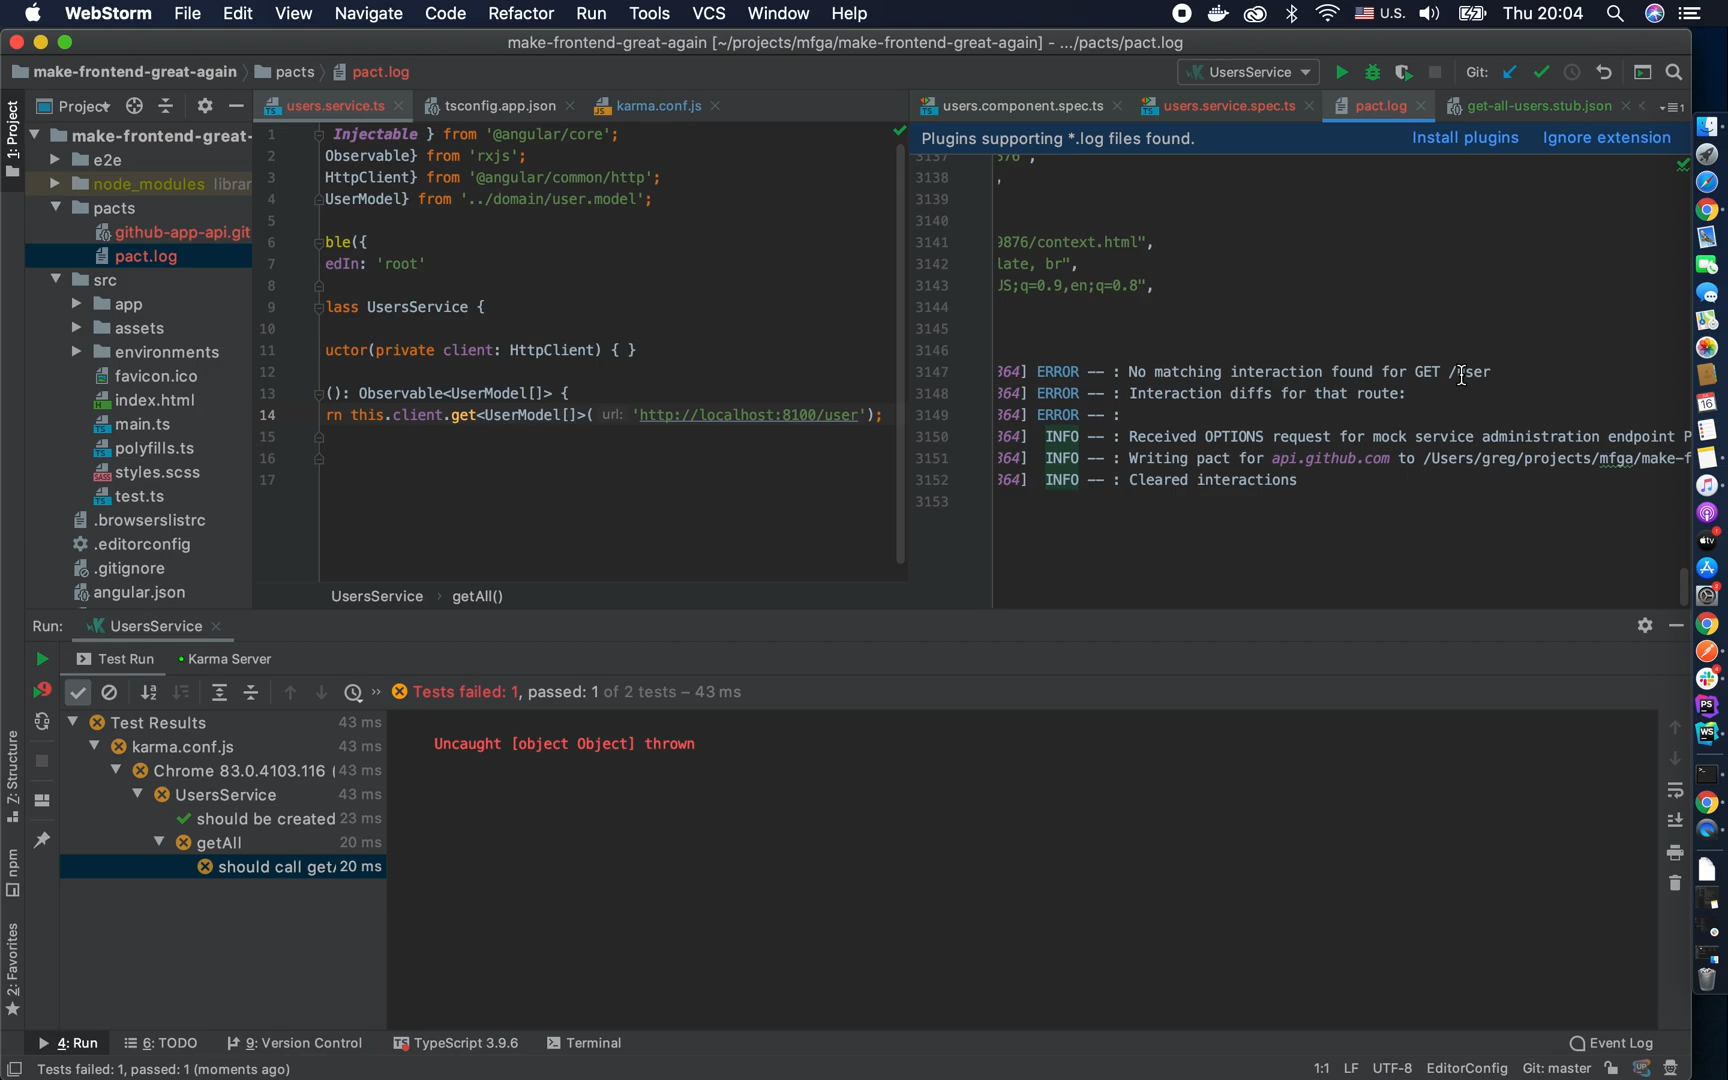 WebStorm File Edit View Navigate Code Refactor Run Tools VCS Window Help U.S. Thu 20:04
make-frontend-great-again [~/projects/mfga/make-frontend-great-again] - .../pacts/pact.log
make-frontend-great-again pacts pact.log UsersService Git:
1: Project
Project
users.service.ts tsconfig.app.json karma.conf.js
users.component.spec.ts users.service.spec.ts pact.log get-all-users.stub.json
Plugins supporting *.log files found. Install plugins Ignore extension
make-frontend-great-
e2e
node_modules librar
pacts
github-app-api.git
pact.log
src
app
assets
environments
favicon.ico
index.html
main.ts
polyfills.ts
styles.scss
test.ts
.browserslistrc
.editorconfig
.gitignore
angular.json
1 Injectable } from '@angular/core';
2 Observable} from 'rxjs';
3 HttpClient} from '@angular/common/http';
4 UserModel} from '../domain/user.model';
5
6 ble({
7 edIn: 'root'
8
9 lass UsersService {
10
11 uctor(private client: HttpClient) { }
12
13 (): Observable<UserModel[]> {
14 rn this.client.get<UserModel[]>( url: 'http://localhost:8100/user');
15
16
17
UsersService getAll()
3137
3138 ,
3139
3140
3141 9876/context.html",
3142 late, br",
3143 JS;q=0.9,en;q=0.8",
3144
3145
3146
3147 364] ERROR -- : No matching interaction found for GET /user
3148 364] ERROR -- : Interaction diffs for that route:
3149 364] ERROR -- :
3150 364] INFO -- : Received OPTIONS request for mock service administration endpoint P
3151 364] INFO -- : Writing pact for api.github.com to /Users/greg/projects/mfga/make-f
3152 364] INFO -- : Cleared interactions
3153
Run: UsersService
Test Run Karma Server
Tests failed: 1, passed: 1 of 2 tests – 43 ms
Test Results 43 ms
karma.conf.js 43 ms
Chrome 83.0.4103.116 ( 43 ms
UsersService 43 ms
should be created 23 ms
getAll 20 ms
should call get 20 ms
Uncaught [object Object] thrown
Z: Structure
npm
2: Favorites
4: Run 6: TODO 9: Version Control TypeScript 3.9.6 Terminal Event Log
Tests failed: 1, passed: 1 (moments ago) 1:1 LF UTF-8 EditorConfig Git: master